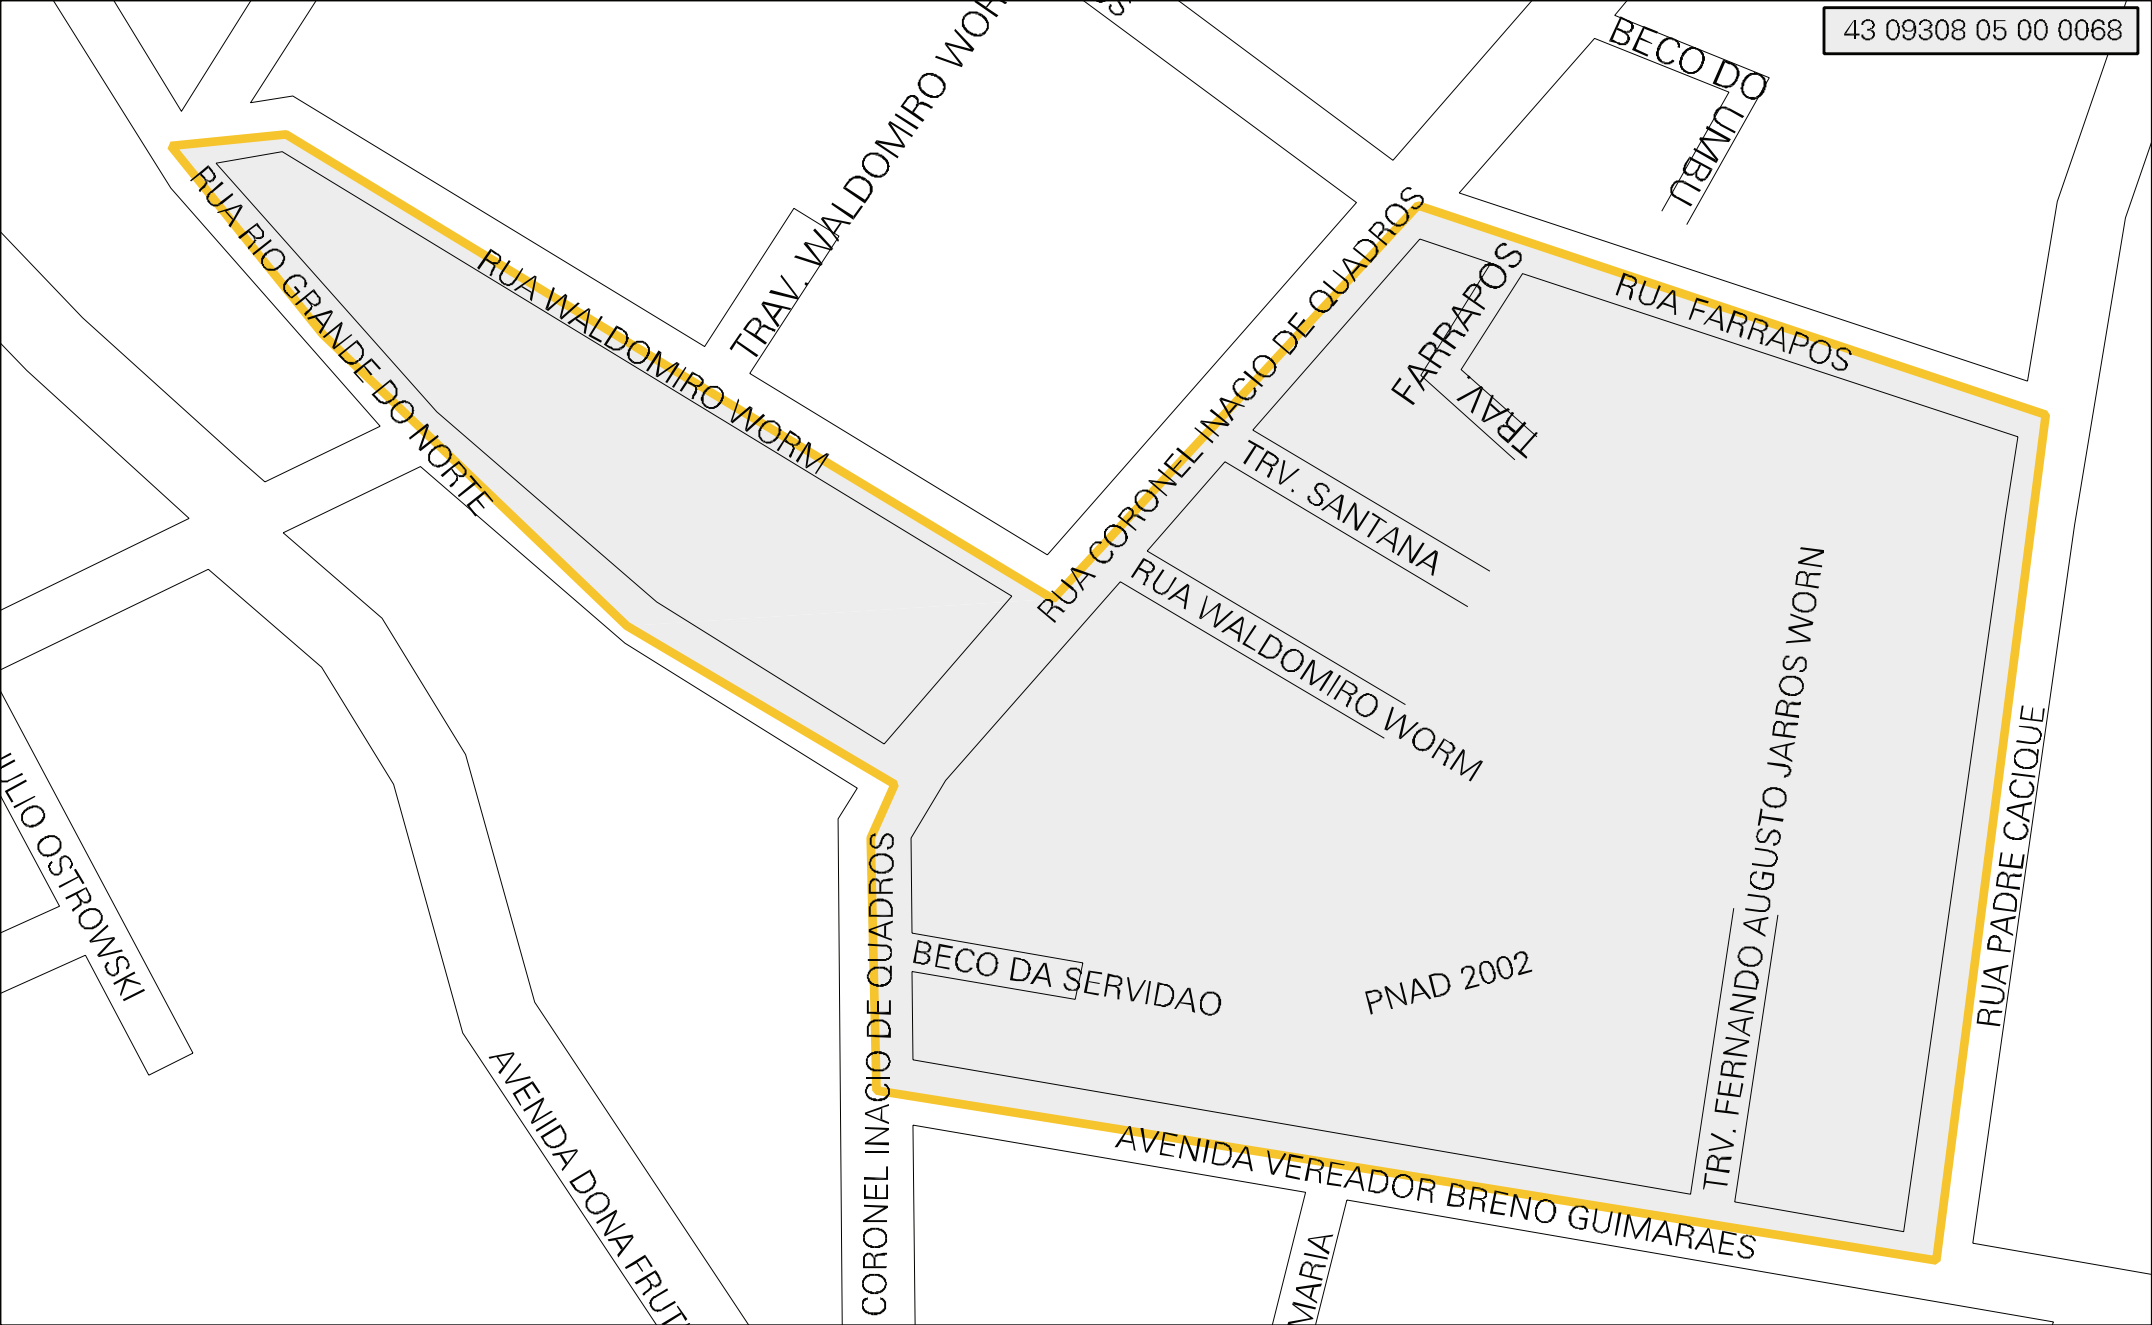 43 09308 05 00 0068
BECO DO
UMBU
TRAV. WALDOMIRO WOR
RUA RIO GRANDE DO NORTE
RUA WALDOMIRO WORM
RUA CORONEL INACIO DE QUADROS
RUA FARRAPOS
TRAV.
FARRAPOS
TRV. SANTANA
RUA WALDOMIRO WORM
TRV. FERNANDO AUGUSTO JARROS WORN
RUA PADRE CACIQUE
ULIO OSTROWSKI
CORONEL INACIO DE QUADROS
BECO DA SERVIDAO
PNAD 2002
AVENIDA DONA FRUT
AVENIDA VEREADOR BRENO GUIMARAES
MARIA